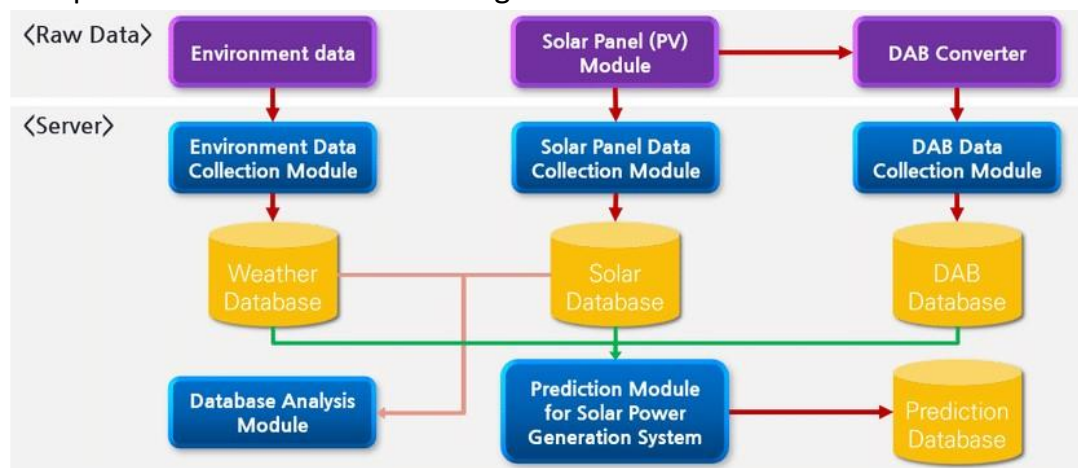 <Raw Data>
Environment data
Solar Panel (PV)
Module
DAB Converter
<Server>
Environment Data
Collection Module
Solar Panel Data
Collection Module
DAB Data
Collection Module
Weather
Database
Solar
Database
DAB
Database
Database Analysis
Module
Prediction Module
for Solar Power
Generation System
Prediction
Database